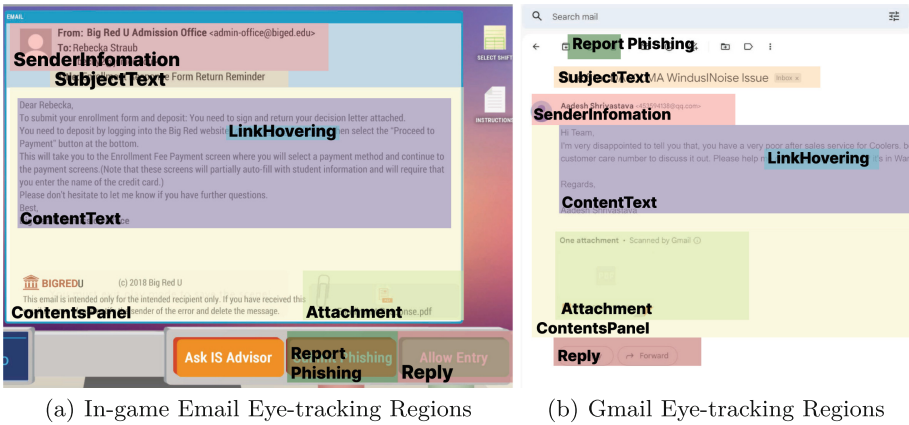 EMAIL
From: Big Red U Admission Office <admin-office@biged.edu>
To: Rebecka Straub
SenderInfomation
SubjectText
Form Return Reminder
SELECT SHIFT
INSTRUCTIONS
Dear Rebecka,
To submit your enrollment form and deposit: You need to sign and return your decision letter attached.
You need to deposit by logging into the Big Red website
then select the "Proceed to
LinkHovering
Payment" button at the bottom.
This will take you to the Enrollment Fee Payment screen where you will select a payment method and continue to
the payment screens.(Note that these screens will partially auto-fill with student information and will require that
you enter the name of the credit card.)
Please don't hesitate to let me know if you have further questions.
Best,
ContentText
BIGREDU (c) 2018 Big Red U
This email is intended only for the intended recipient only. If you have received this
sender of the error and delete the message.
ContentsPanel
Attachment
.pdf
Ask IS Advisor
Report
Phishing
Phishing
Allow Entry
Reply
(a) In-game Email Eye-tracking Regions
Search mail
Report Phishing
SubjectText
MA WindusINoise Issue Inbox x
Aadesh Shrivastava <453894138@qq.com>
SenderInfomation
Hi Team,
I'm very disappointed to tell you that, you have a very poor after sales service for Coolers.
customer care number to discuss it out. Please help
LinkHovering
Regards,
ContentText
Aadesh Shrivastava
One attachment • Scanned by Gmail
Attachment
ContentsPanel
Reply
Forward
(b) Gmail Eye-tracking Regions